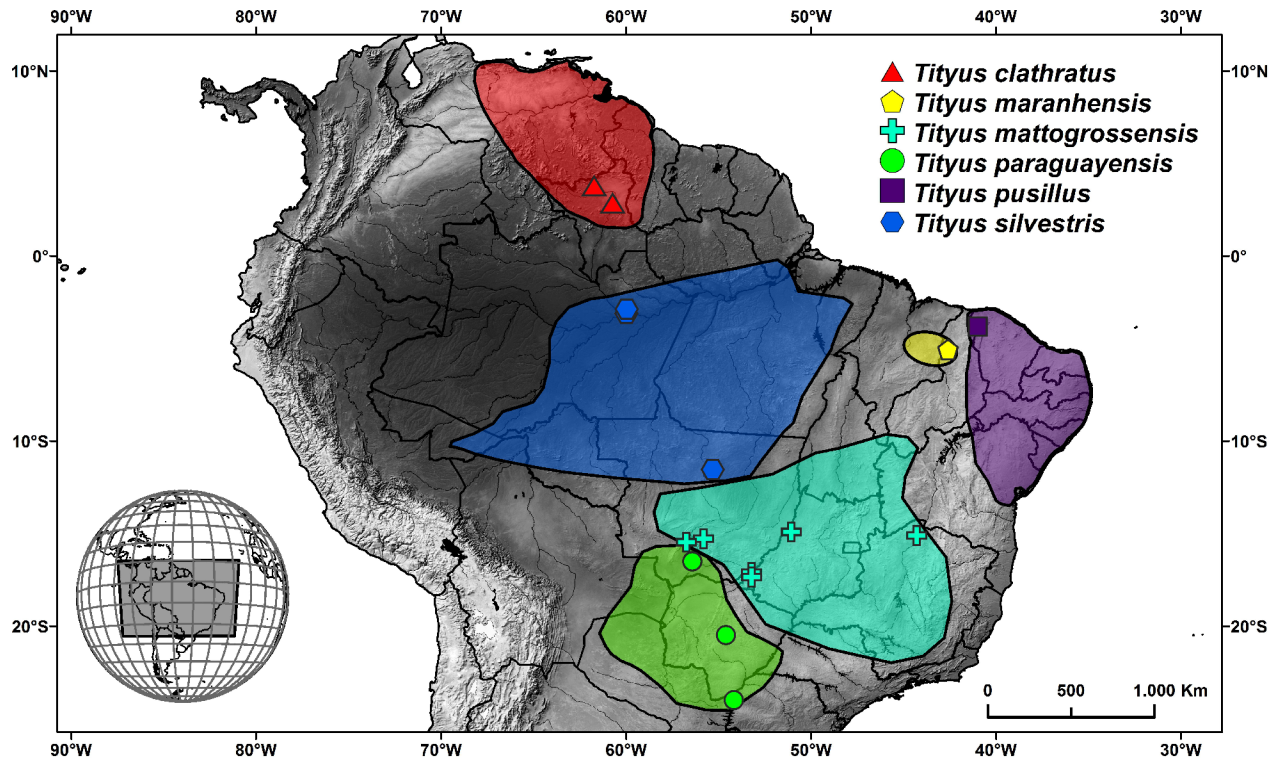 90°W 80°W 70°W 60°W 50°W 40°W 30°W
10°N 10°N
Tityus clathratus
Tityus maranhensis
Tityus mattogrossensis
Tityus paraguayensis
Tityus pusillus
Tityus silvestris
0° 0°
10°S 10°S
20°S 20°S
0 500 1.000 Km
90°W 80°W 70°W 60°W 50°W 40°W 30°W